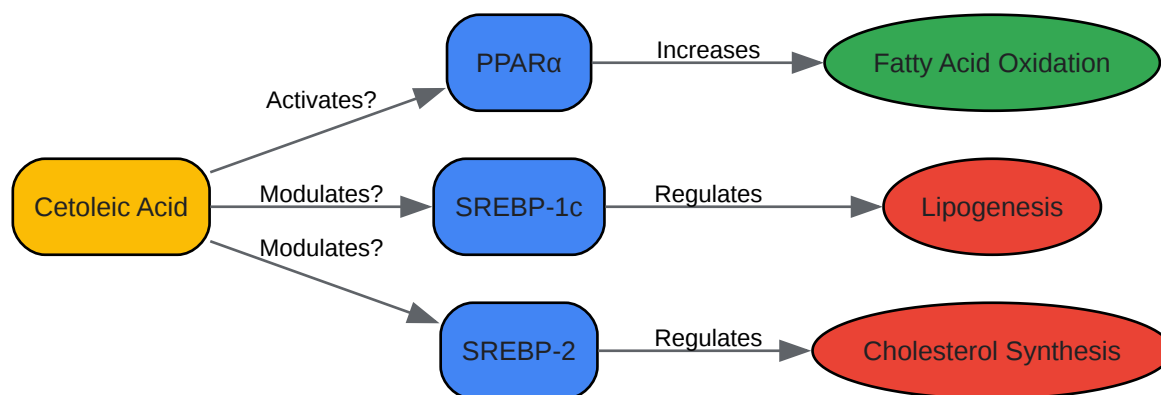 PPARα
Increases
Fatty Acid Oxidation
Activates?
Cetoleic Acid
Modulates?
SREBP-1c
Regulates
Lipogenesis
Modulates?
SREBP-2
Regulates
Cholesterol Synthesis